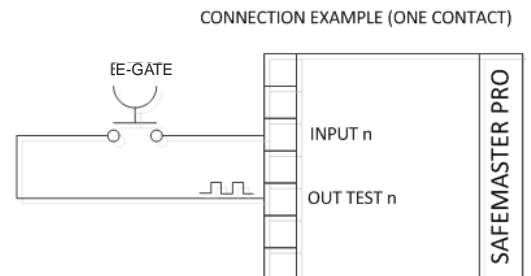 CONNECTION EXAMPLE (ONE CONTACT)
E-GATE
INPUT n
OUT TEST n
SAFEMASTER PRO